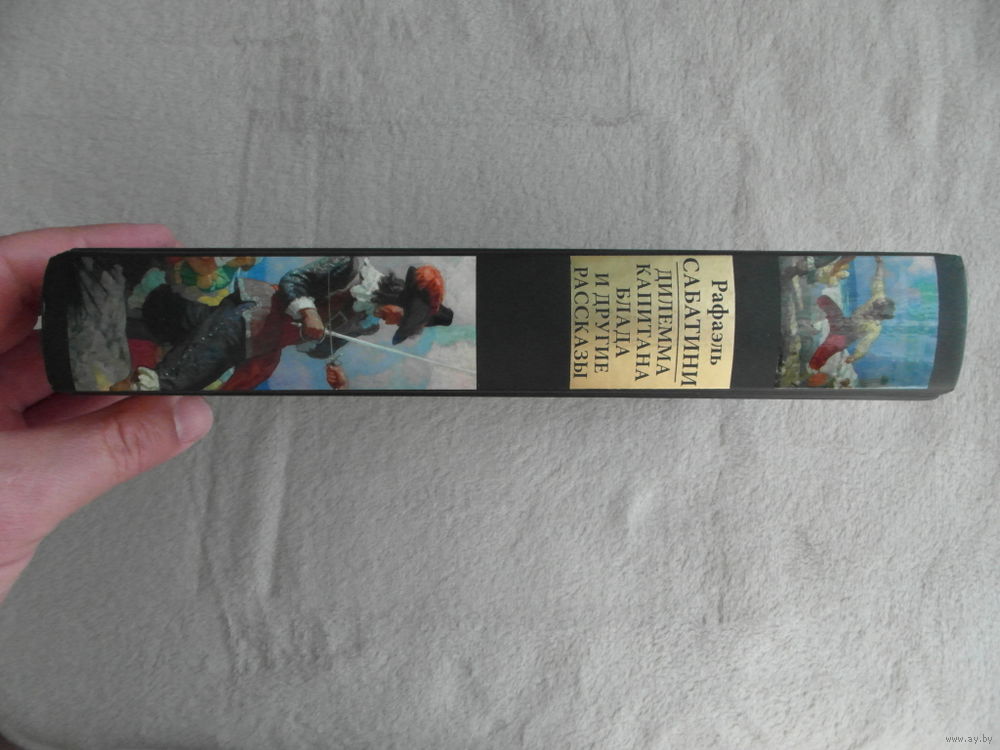 Рафаэль
САБАТИНИ
ДИЛЕММА
КАПИТАНА
БЛАДА
И ДРУГИЕ
РАССКАЗЫ
www.ay.by